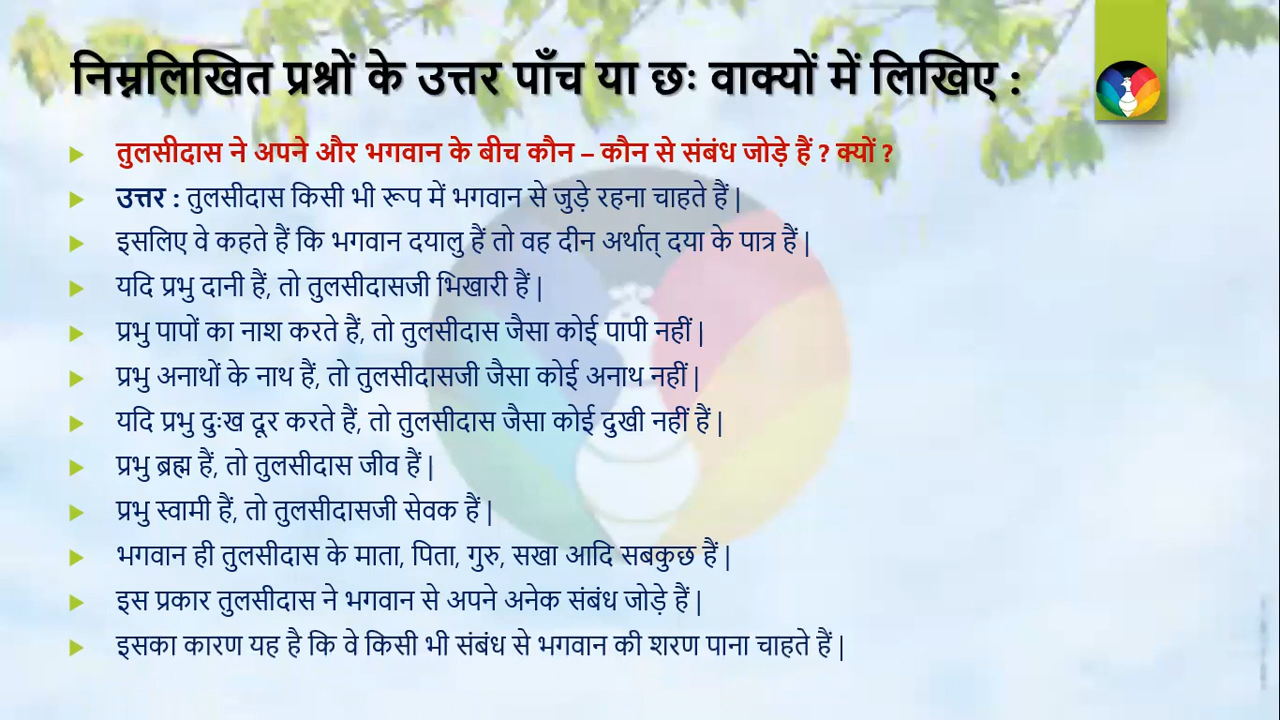 निम्नलिखित प्रश्नों के उत्तर पाँच या छः वाक्यों में लिखिए :
तुलसीदास ने अपने और भगवान के बीच कौन – कौन से संबंध जोड़े हैं ? क्यों ?
उत्तर : तुलसीदास किसी भी रूप में भगवान से जुड़े रहना चाहते हैं |
इसलिए वे कहते हैं कि भगवान दयालु हैं तो वह दीन अर्थात् दया के पात्र हैं |
यदि प्रभु दानी हैं, तो तुलसीदासजी भिखारी हैं |
प्रभु पापों का नाश करते हैं, तो तुलसीदास जैसा कोई पापी नहीं |
प्रभु अनाथों के नाथ हैं, तो तुलसीदासजी जैसा कोई अनाथ नहीं |
यदि प्रभु दुःख दूर करते हैं, तो तुलसीदास जैसा कोई दुखी नहीं हैं |
प्रभु ब्रह्म हैं, तो तुलसीदास जीव हैं |
प्रभु स्वामी हैं, तो तुलसीदासजी सेवक हैं |
भगवान ही तुलसीदास के माता, पिता, गुरु, सखा आदि सबकुछ हैं |
इस प्रकार तुलसीदास ने भगवान से अपने अनेक संबंध जोड़े हैं |
इसका कारण यह है कि वे किसी भी संबंध से भगवान की शरण पाना चाहते हैं |